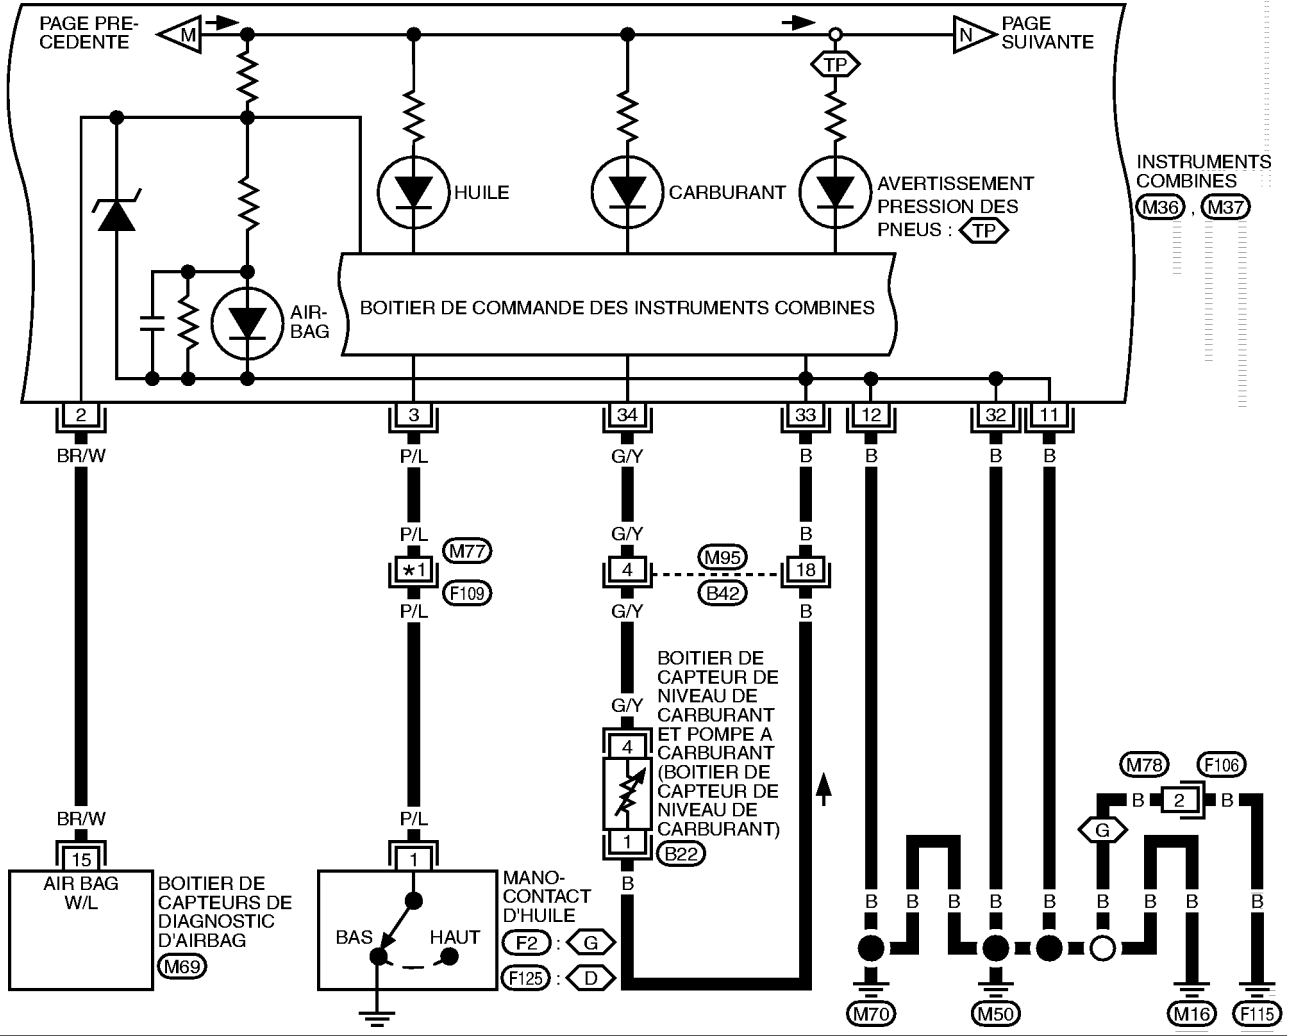 PAGE PRE-
CEDENTE
M
N
PAGE
SUIVANTE
TP
HUILE
CARBURANT
AVERTISSEMENT
PRESSION DES
PNEUS : TP
INSTRUMENTS
COMBINES
M36 , M37
AIR-
BAG
BOITIER DE COMMANDE DES INSTRUMENTS COMBINES
2 3 34 33 12 32 11
BR/W P/L G/Y B B B B
P/L G/Y B
M77
*1
F109
4 M95 18
B42
P/L G/Y B
BOITIER DE
CAPTEUR DE
NIVEAU DE
CARBURANT
ET POMPE A
CARBURANT
(BOITIER DE
CAPTEUR DE
NIVEAU DE
CARBURANT)
G/Y
4
1
B22
B
M78 F106
B 2 B
G
BR/W P/L
15 1
AIR BAG
W/L
BOITIER DE
CAPTEURS DE
DIAGNOSTIC
D'AIRBAG
M69
BAS HAUT
MANO-
CONTACT
D'HUILE
F2 : G
F125 : D
B B B B B B B B B
M70 M50 M16 F115